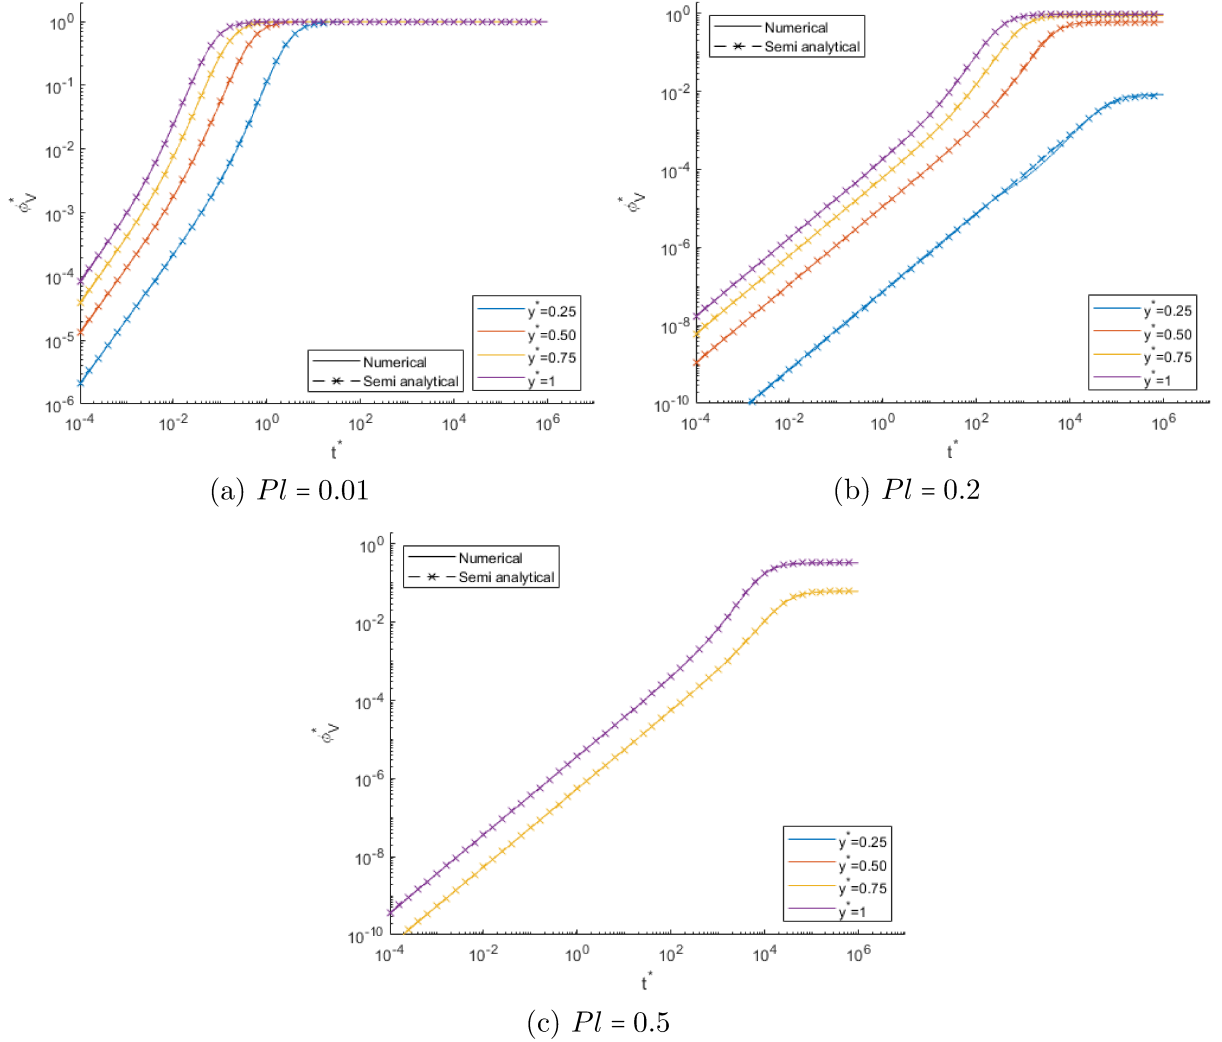 10^0
10^-1
10^-2
10^-3
10^-4
10^-5
10^-6
ϕ*_V
10^-4 10^-2 10^0 10^2 10^4 10^6
t*
Numerical
Semi analytical
y*=0.25
y*=0.50
y*=0.75
y*=1
(a) Pl = 0.01
10^0
10^-2
10^-4
10^-6
10^-8
10^-10
ϕ*_V
10^-4 10^-2 10^0 10^2 10^4 10^6
t*
Numerical
Semi analytical
y*=0.25
y*=0.50
y*=0.75
y*=1
(b) Pl = 0.2
10^0
10^-2
10^-4
10^-6
10^-8
10^-10
ϕ*_V
10^-4 10^-2 10^0 10^2 10^4 10^6
t*
Numerical
Semi analytical
y*=0.25
y*=0.50
y*=0.75
y*=1
(c) Pl = 0.5